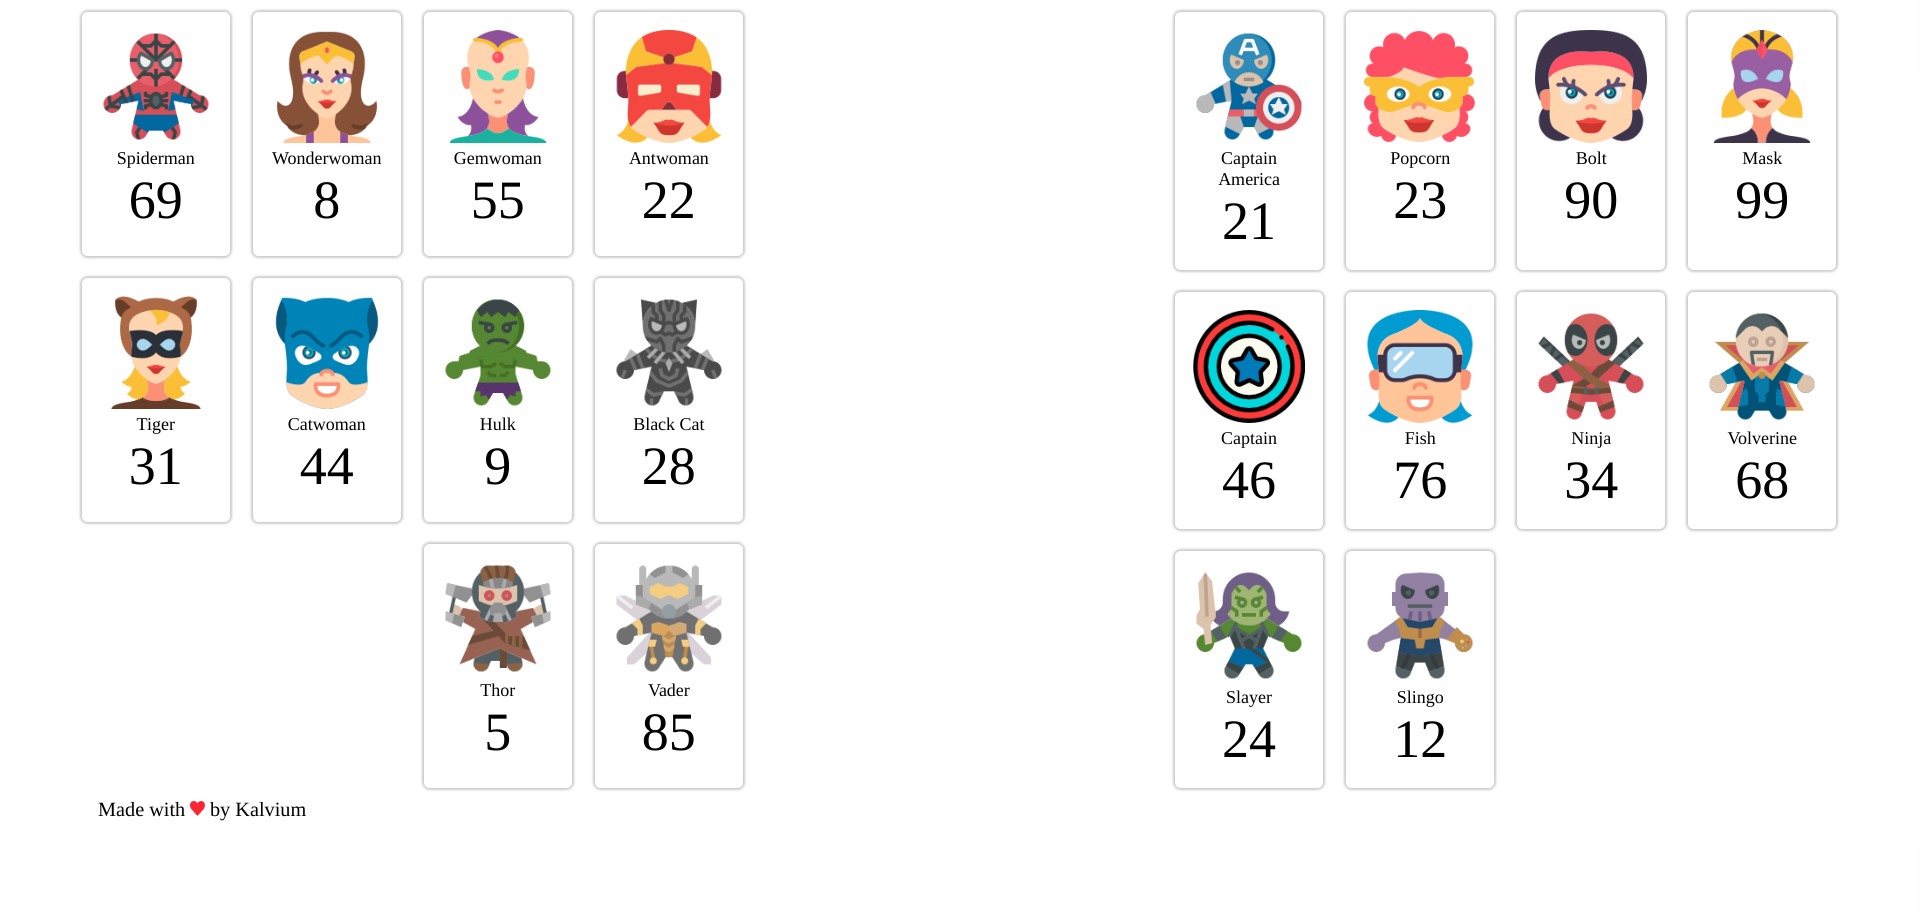 Spiderman
69
Wonderwoman
8
Gemwoman
55
Antwoman
22
Tiger
31
Catwoman
44
Hulk
9
Black Cat
28
Thor
5
Vader
85
Made with ♥ by Kalvium
Captain
America
21
Popcorn
23
Bolt
90
Mask
99
Captain
46
Fish
76
Ninja
34
Volverine
68
Slayer
24
Slingo
12